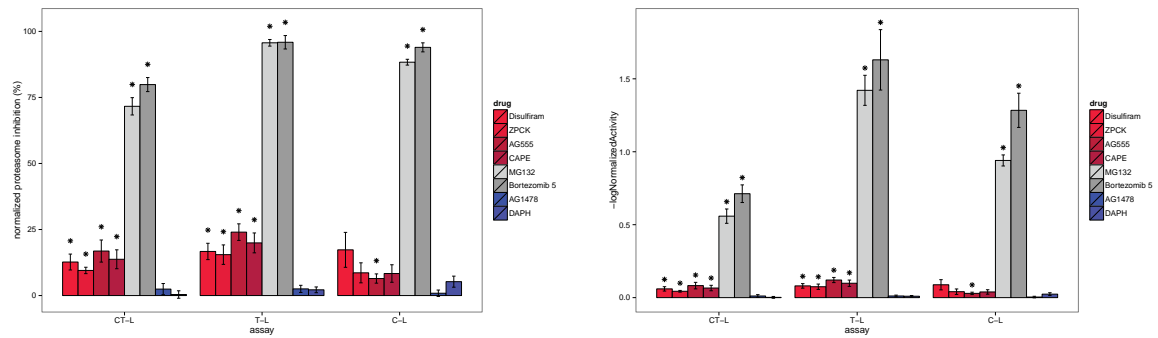 normalized proteasome inhibition (%)
100
75
50
25
0
* * * * * *
* * * * * *
* * *
CT–L
T–L
C–L
assay
drug
Disulfiram
ZPCK
AG555
CAPE
MG132
Bortezomib 5
AG1478
DAPH
−logNormalizedActivity
1.5
1.0
0.5
0.0
* * * * * *
* * * * * *
* * *
CT–L
T–L
C–L
assay
drug
Disulfiram
ZPCK
AG555
CAPE
MG132
Bortezomib 5
AG1478
DAPH